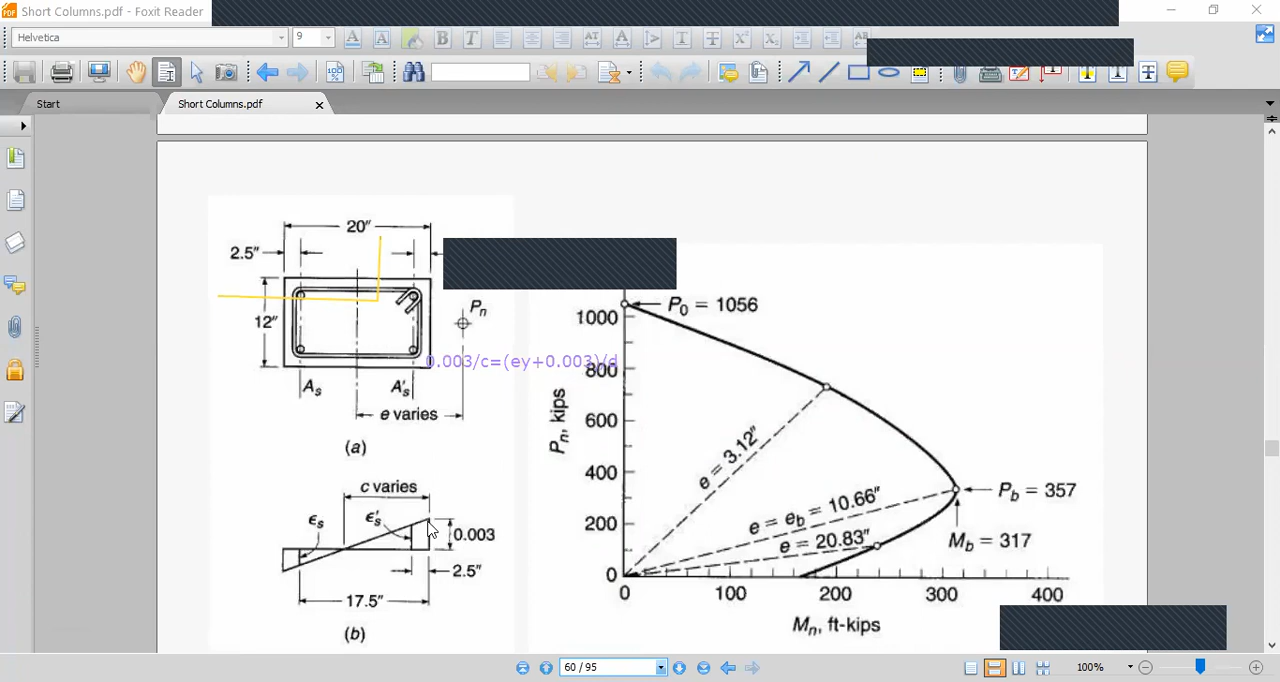 Short Columns.pdf - Foxit Reader
Helvetica
9
Start
Short Columns.pdf
20"
2.5"
12"
Pn
As
A's
e varies
(a)
0.003/c=(ey+0.003)/d
c varies
ϵs
ϵ's
0.003
2.5"
17.5"
(b)
Pn, kips
1000
800
600
400
200
0
P0 = 1056
e = 3.12"
e = eb = 10.66"
e = 20.83"
Pb = 357
Mb = 317
0 100 200 300 400
Mn, ft-kips
60 / 95
100%